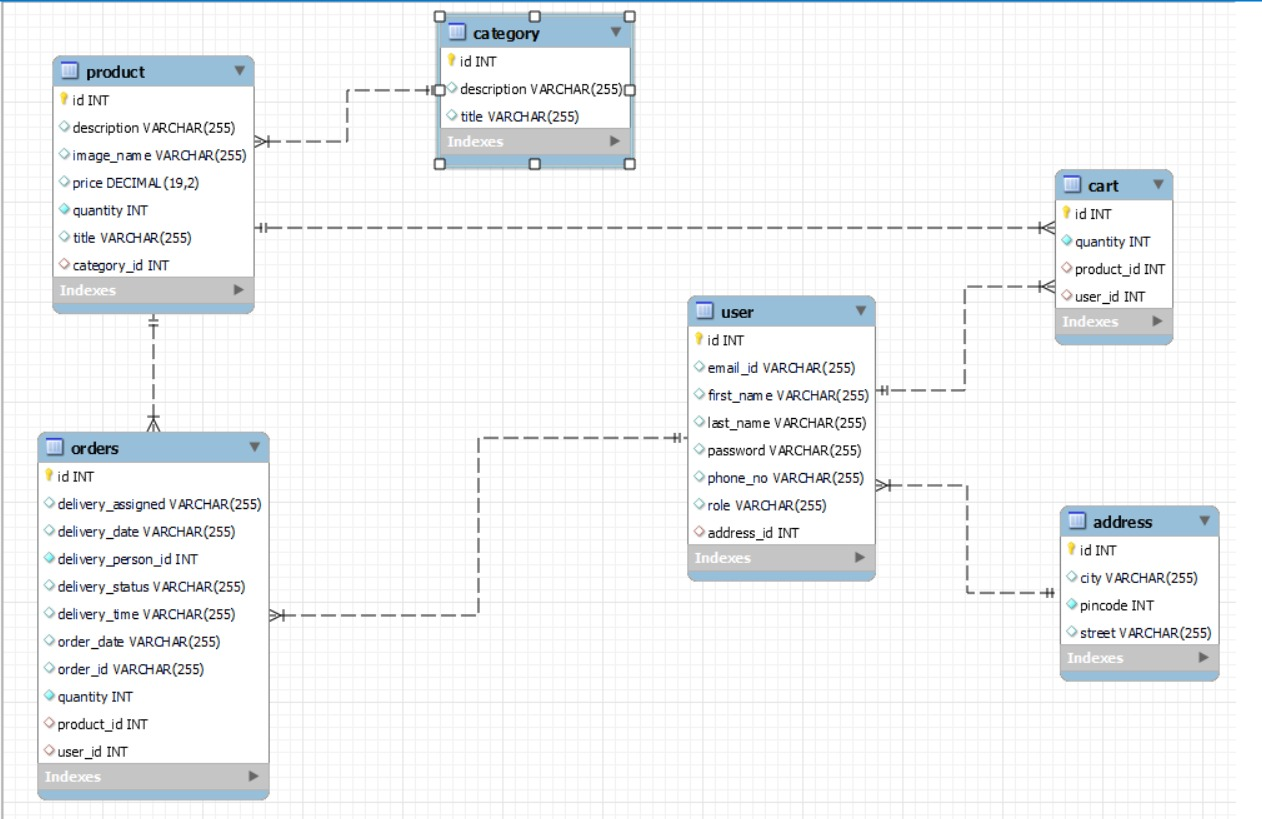 category
id INT
description VARCHAR(255)
title VARCHAR(255)
Indexes
product
id INT
description VARCHAR(255)
image_name VARCHAR(255)
price DECIMAL(19,2)
quantity INT
title VARCHAR(255)
category_id INT
Indexes
cart
id INT
quantity INT
product_id INT
user_id INT
Indexes
user
id INT
email_id VARCHAR(255)
first_name VARCHAR(255)
last_name VARCHAR(255)
password VARCHAR(255)
phone_no VARCHAR(255)
role VARCHAR(255)
address_id INT
Indexes
orders
id INT
delivery_assigned VARCHAR(255)
delivery_date VARCHAR(255)
delivery_person_id INT
delivery_status VARCHAR(255)
delivery_time VARCHAR(255)
order_date VARCHAR(255)
order_id VARCHAR(255)
quantity INT
product_id INT
user_id INT
Indexes
address
id INT
city VARCHAR(255)
pincode INT
street VARCHAR(255)
Indexes